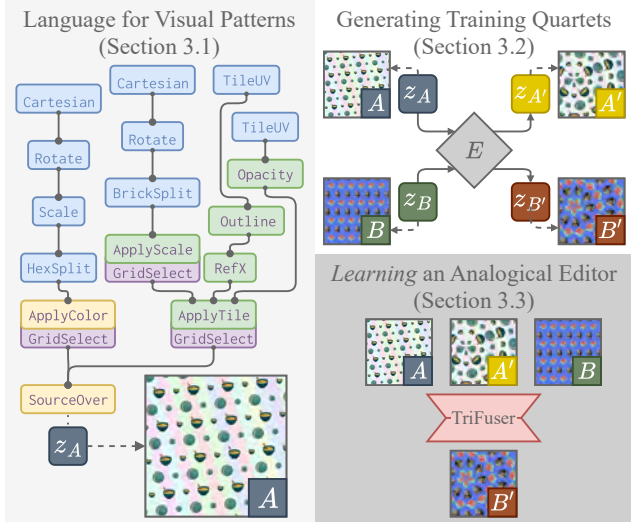 Language for Visual Patterns
(Section 3.1)
Cartesian
Cartesian
TileUV
TileUV
Rotate
Rotate
Opacity
Scale
BrickSplit
Outline
HexSplit
ApplyScale
GridSelect
RefX
ApplyColor
GridSelect
ApplyTile
GridSelect
SourceOver
z_A
A
Generating Training Quartets
(Section 3.2)
A
z_A
z_{A'}
A'
E
B
z_B
z_{B'}
B'
Learning an Analogical Editor
(Section 3.3)
A
A'
B
TriFuser
B'